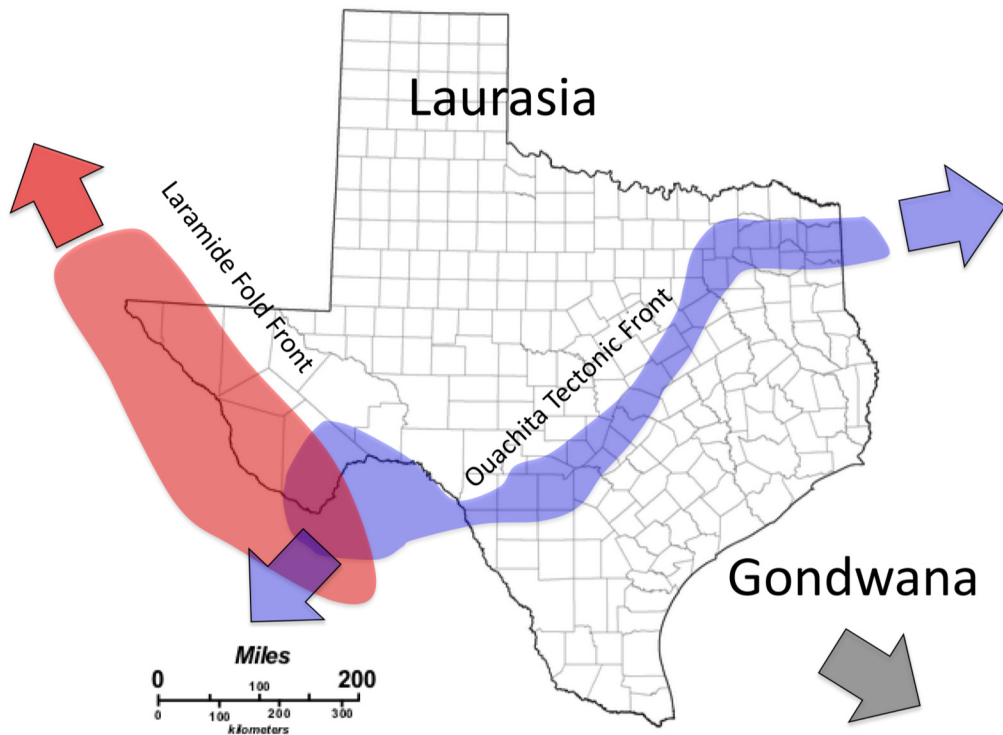 Laurasia
Laramide Fold Front
Ouachita Tectonic Front
Gondwana
Miles
0 100 200
0 100 200 300
kilometers